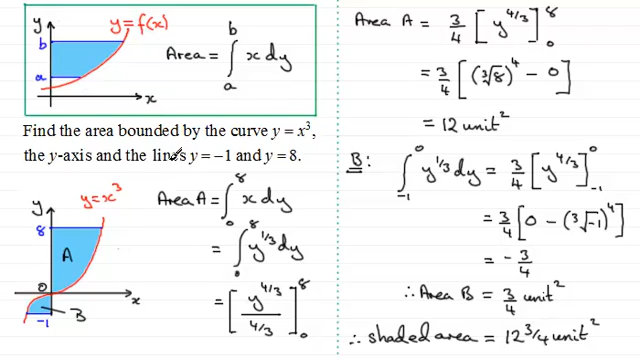 y
y = f(x)
b
a
x
Area = ∫ₐᵇ x dy
Find the area bounded by the curve y = x³,
the y-axis and the lines y = −1 and y = 8.
y
y = x³
8
A
0
x
B
-1
Area A = ∫₀⁸ x dy
= ∫₀⁸ y^{1/3} dy
= [ y^{4/3} / 4/3 ]₀⁸
Area A = 3/4 [ y^{4/3} ]₀⁸
= 3/4 [ (∛8)⁴ − 0 ]
= 12 unit²
B: ∫₋₁⁰ y^{1/3} dy = 3/4 [ y^{4/3} ]₋₁⁰
= 3/4 [ 0 − (∛−1)⁴ ]
= − 3/4
∴ Area B = 3/4 unit²
∴ shaded area = 12 3/4 unit²